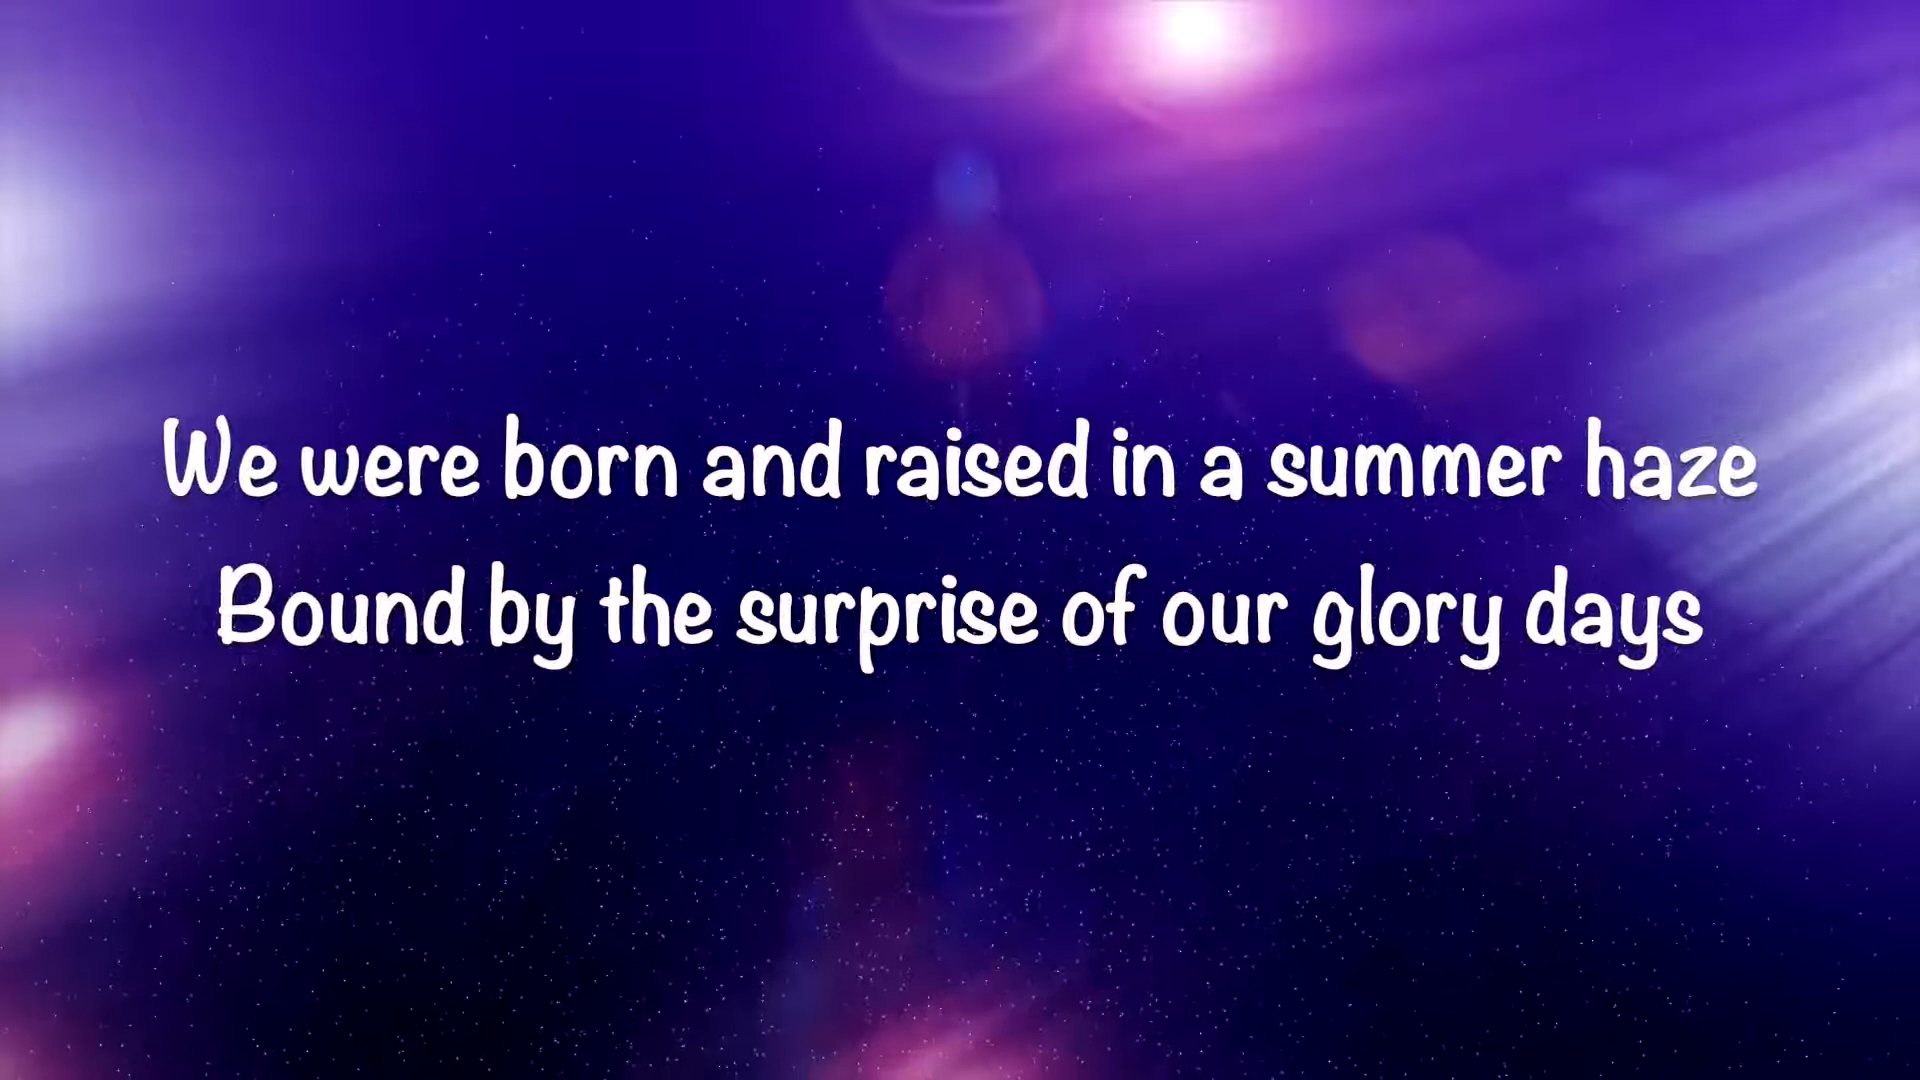 We were born and raised in a summer haze
Bound by the surprise of our glory days